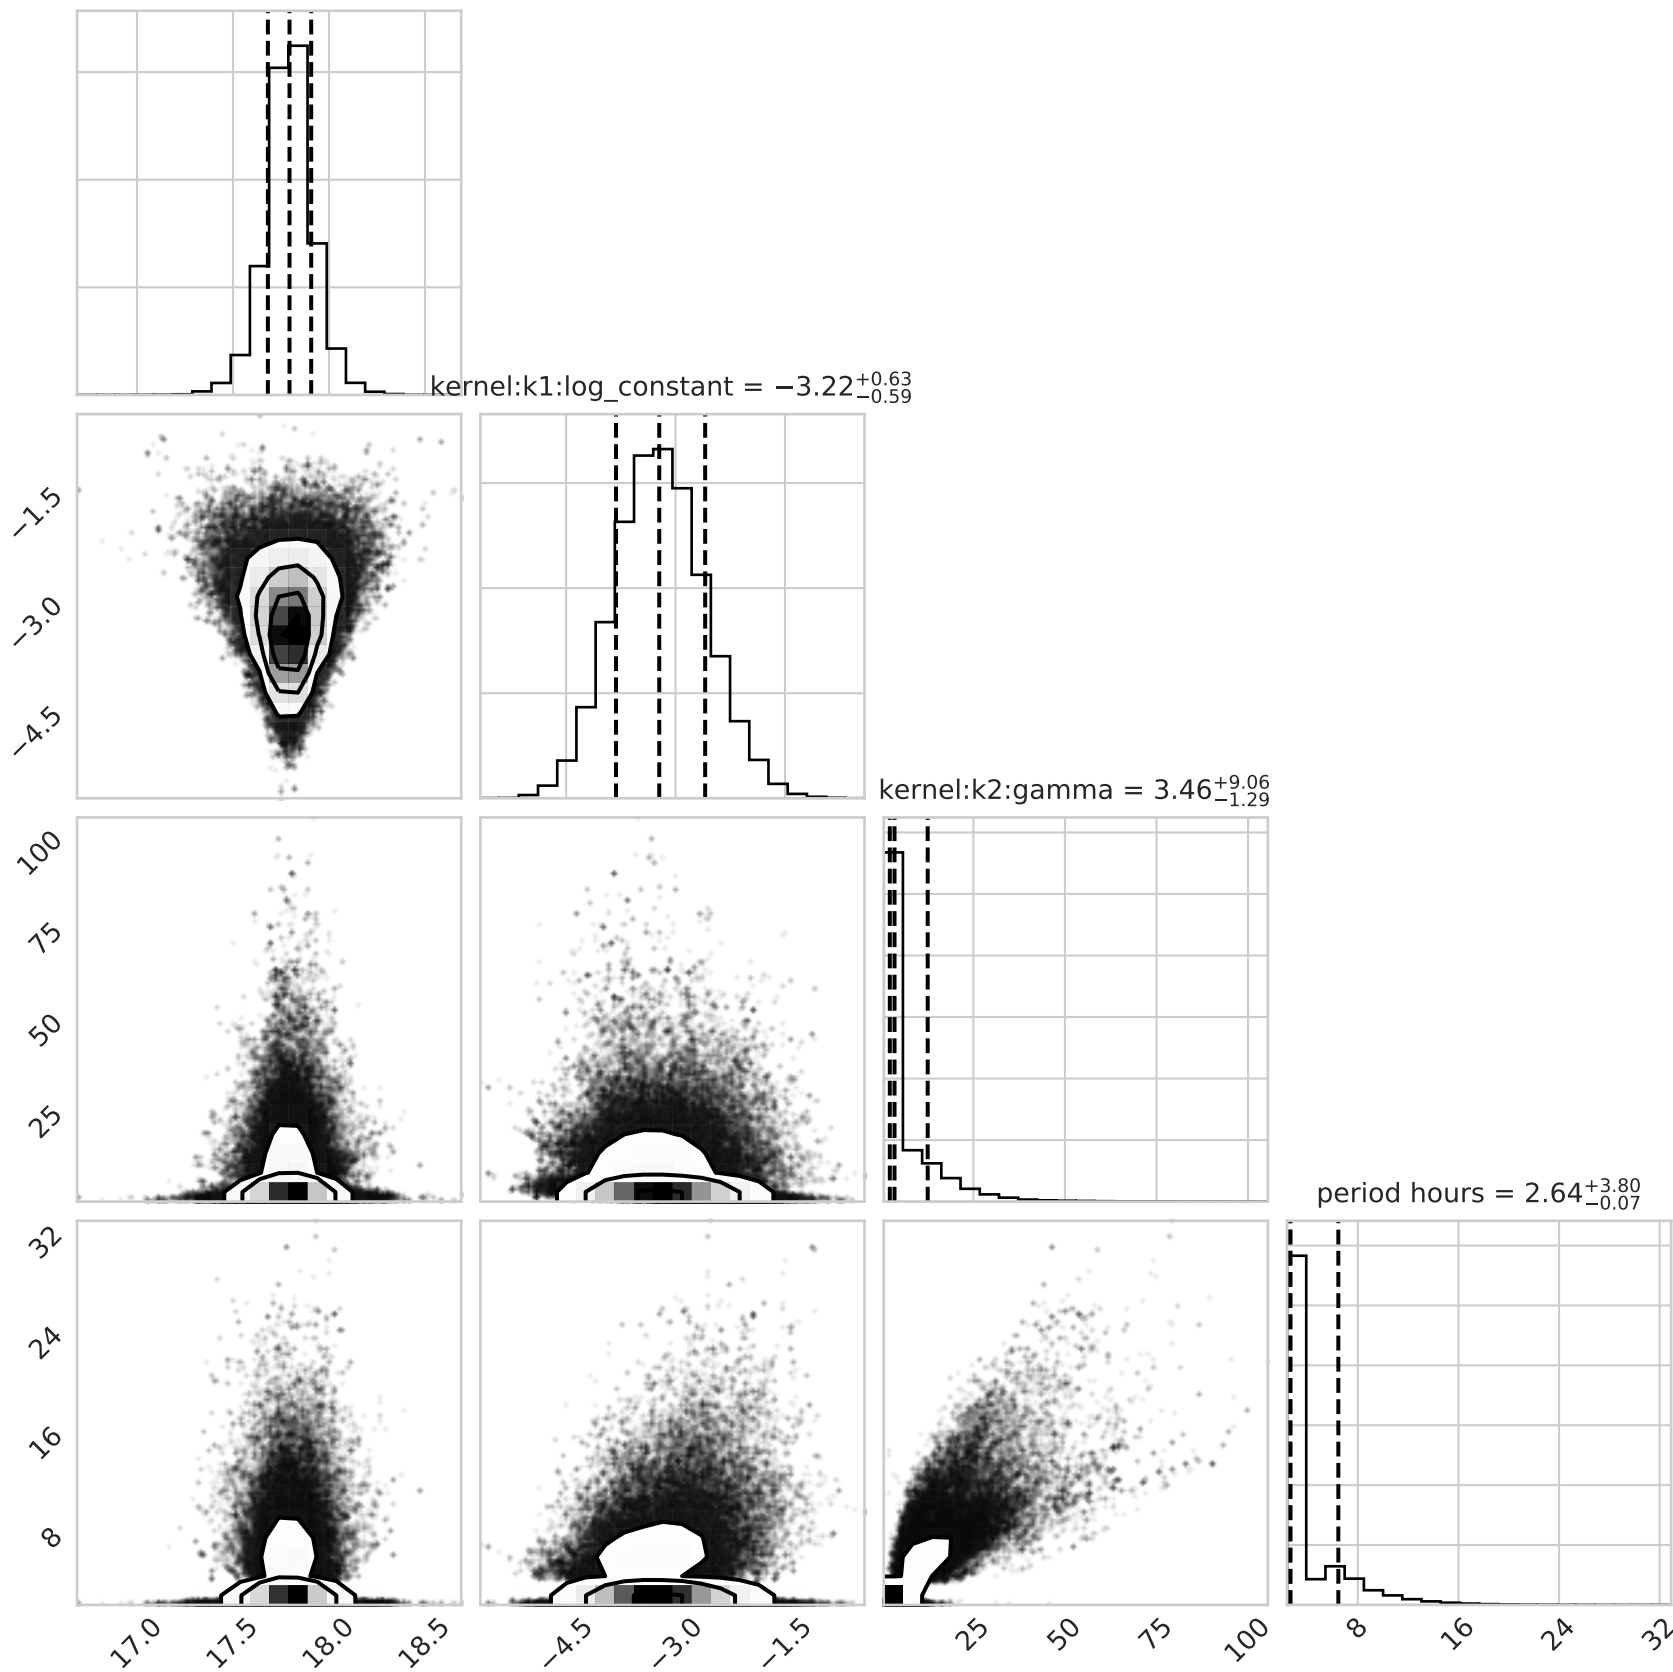 kernel:k1:log_constant = −3.22+0.63−0.59
−1.5
−3.0
−4.5
kernel:k2:gamma = 3.46+9.06−1.29
100
75
50
25
period hours = 2.64+3.80−0.07
32
24
16
8
17.0 17.5 18.0 18.5 −4.5 −3.0 −1.5 25 50 75 100 8 16 24 32